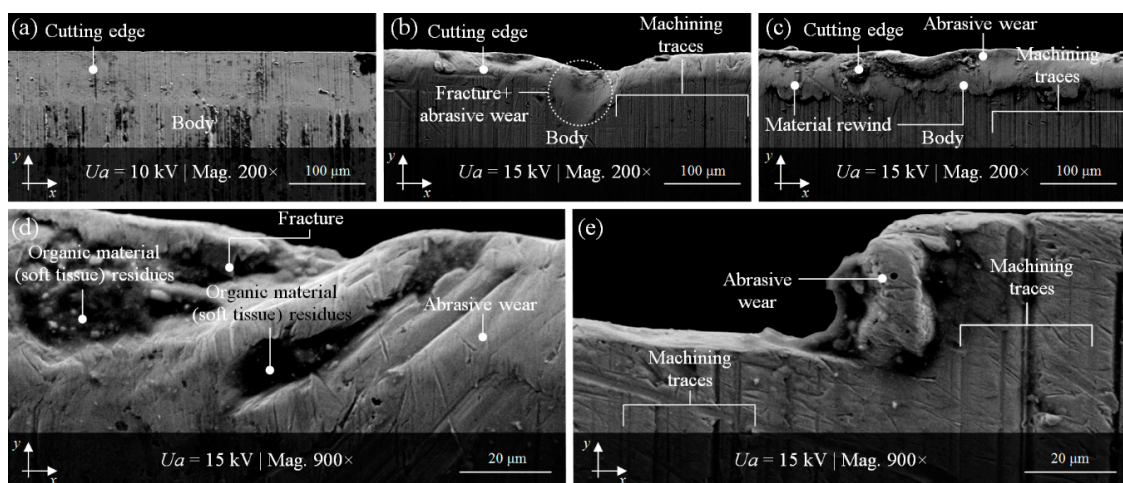 (a)
Cutting edge
Body
y
x
Ua = 10 kV | Mag. 200×
100 μm
(b)
Cutting edge
Machining
traces
Fracture+
abrasive wear
Body
y
x
Ua = 15 kV | Mag. 200×
100 μm
(c)
Cutting edge
Abrasive wear
Machining
traces
Material rewind
Body
y
x
Ua = 15 kV | Mag. 200×
100 μm
(d)
Fracture
Organic material
(soft tissue) residues
Organic material
(soft tissue) residues
Abrasive wear
y
x
Ua = 15 kV | Mag. 900×
20 μm
(e)
Abrasive
wear
Machining
traces
Machining
traces
y
x
Ua = 15 kV | Mag. 900×
20 μm